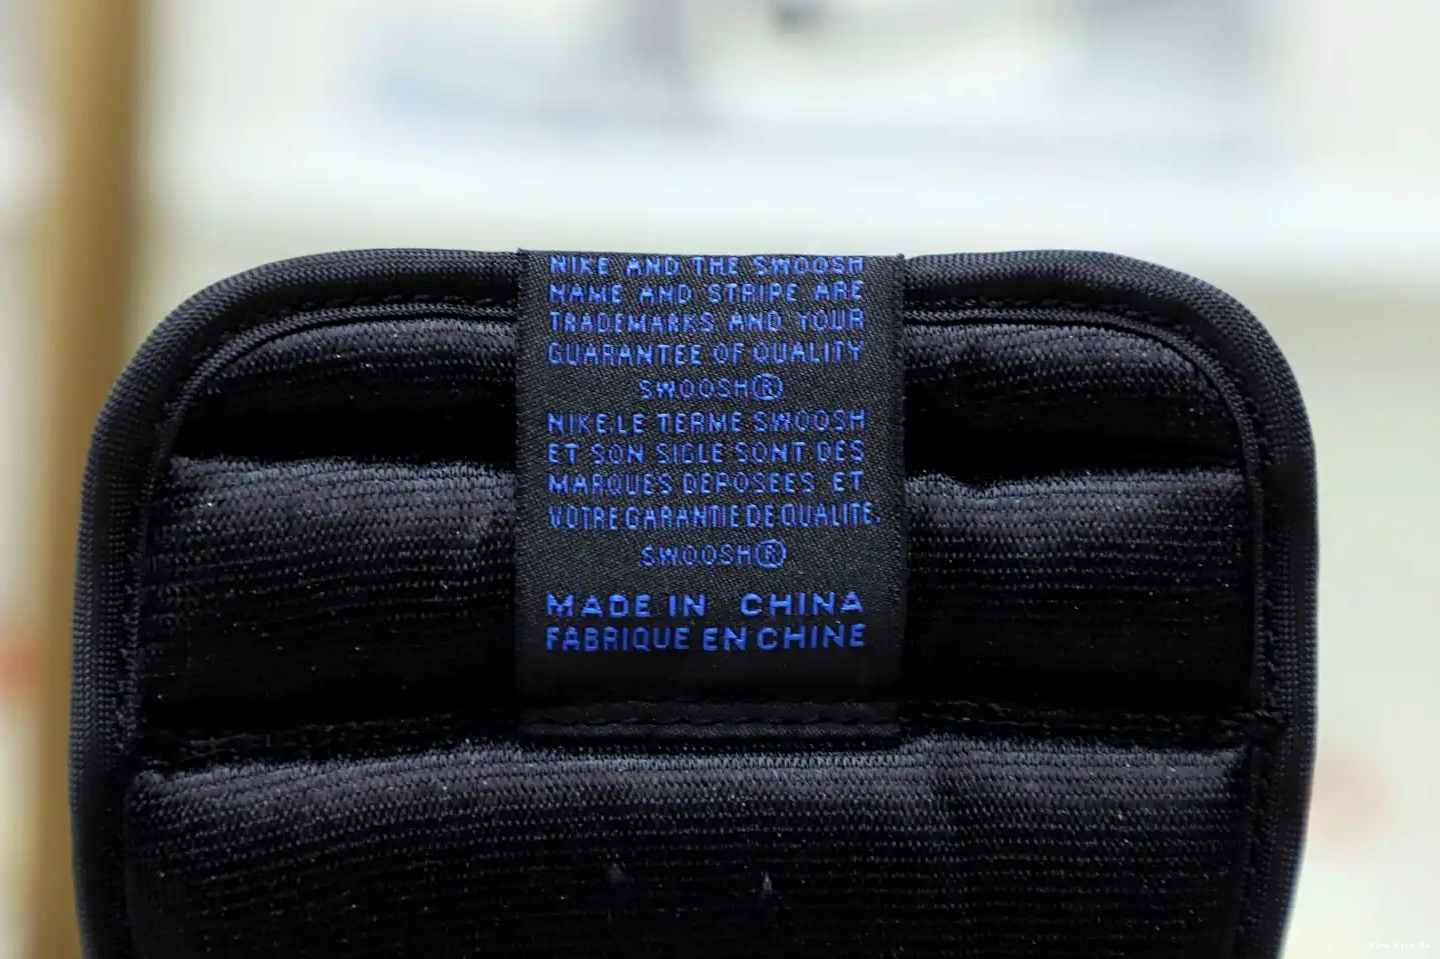 NIKE AND THE SWOOSH
NAME AND STRIPE ARE
TRADEMARKS AND YOUR
GUARANTEE OF QUALITY
SWOOSH®
NIKE,LE TERME SWOOSH
ET SON SIGLE SONT DES
MARQUES DEPOSEES ET
VOTRE GARANTIE DE QUALITE.
SWOOSH®
MADE IN CHINA
FABRIQUE EN CHINE